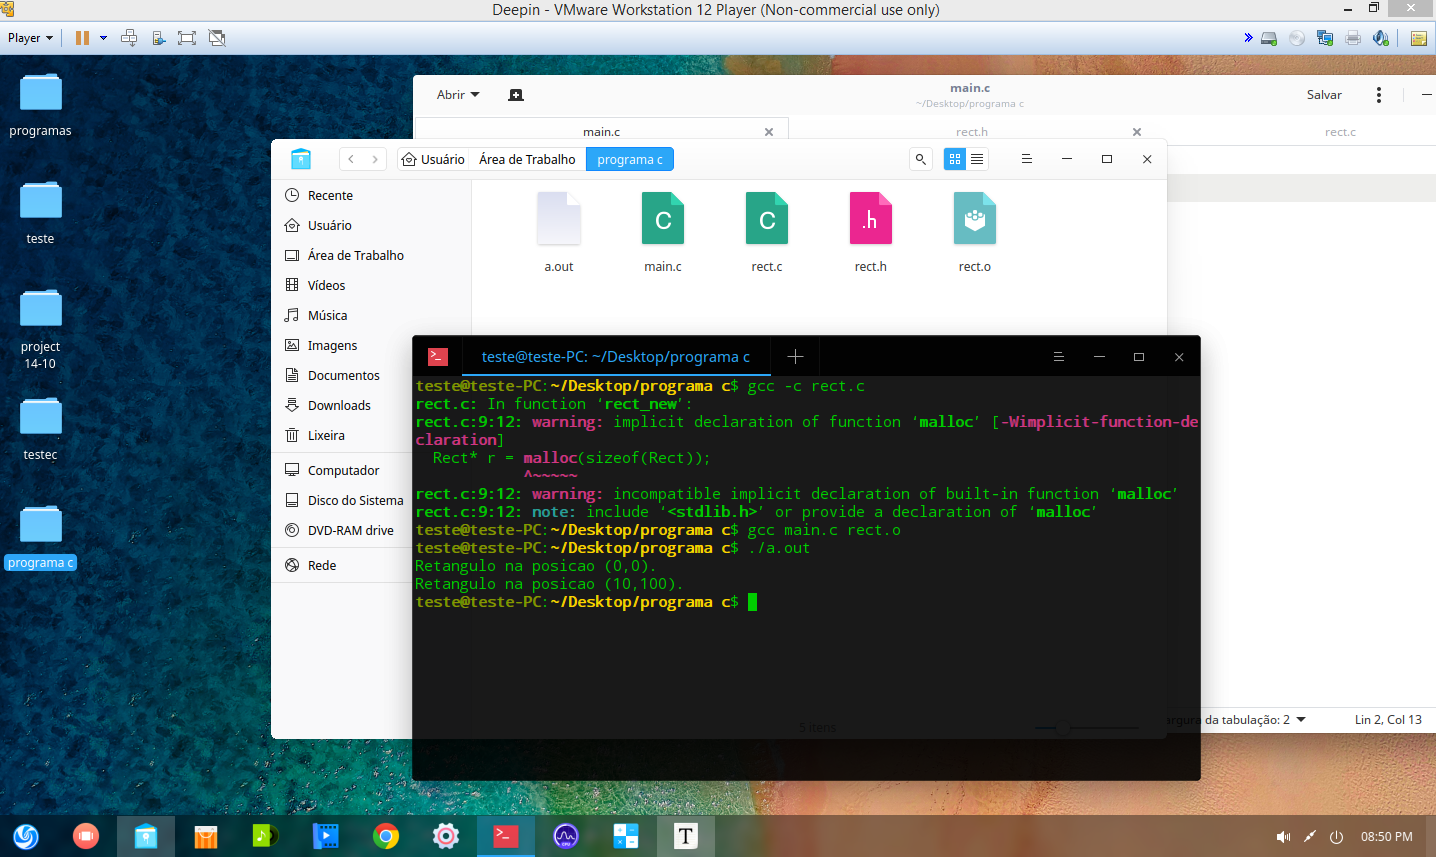 Deepin - VMware Workstation 12 Player (Non-commercial use only)
Player
programas
teste
project
14-10
testec
programa c
Abrir
main.c
~/Desktop/programa c
Salvar
main.c
rect.h
rect.c
Usuário
Área de Trabalho
programa c
Recente
Usuário
Área de Trabalho
Vídeos
Música
Imagens
Documentos
Downloads
Lixeira
Computador
Disco do Sistema
DVD-RAM drive
Rede
C
C
.h
a.out
main.c
rect.c
rect.h
rect.o
teste@teste-PC: ~/Desktop/programa c
teste@teste-PC:~/Desktop/programa c$ gcc -c rect.c
rect.c: In function ‘rect_new’:
rect.c:9:12: warning: implicit declaration of function ‘malloc’ [-Wimplicit-function-de
claration]
Rect* r = malloc(sizeof(Rect));
^~~~~~
rect.c:9:12: warning: incompatible implicit declaration of built-in function ‘malloc’
rect.c:9:12: note: include ‘<stdlib.h>’ or provide a declaration of ‘malloc’
teste@teste-PC:~/Desktop/programa c$ gcc main.c rect.o
teste@teste-PC:~/Desktop/programa c$ ./a.out
Retangulo na posicao (0,0).
Retangulo na posicao (10,100).
teste@teste-PC:~/Desktop/programa c$
5 itens
argura da tabulação: 2
Lin 2, Col 13
T
08:50 PM